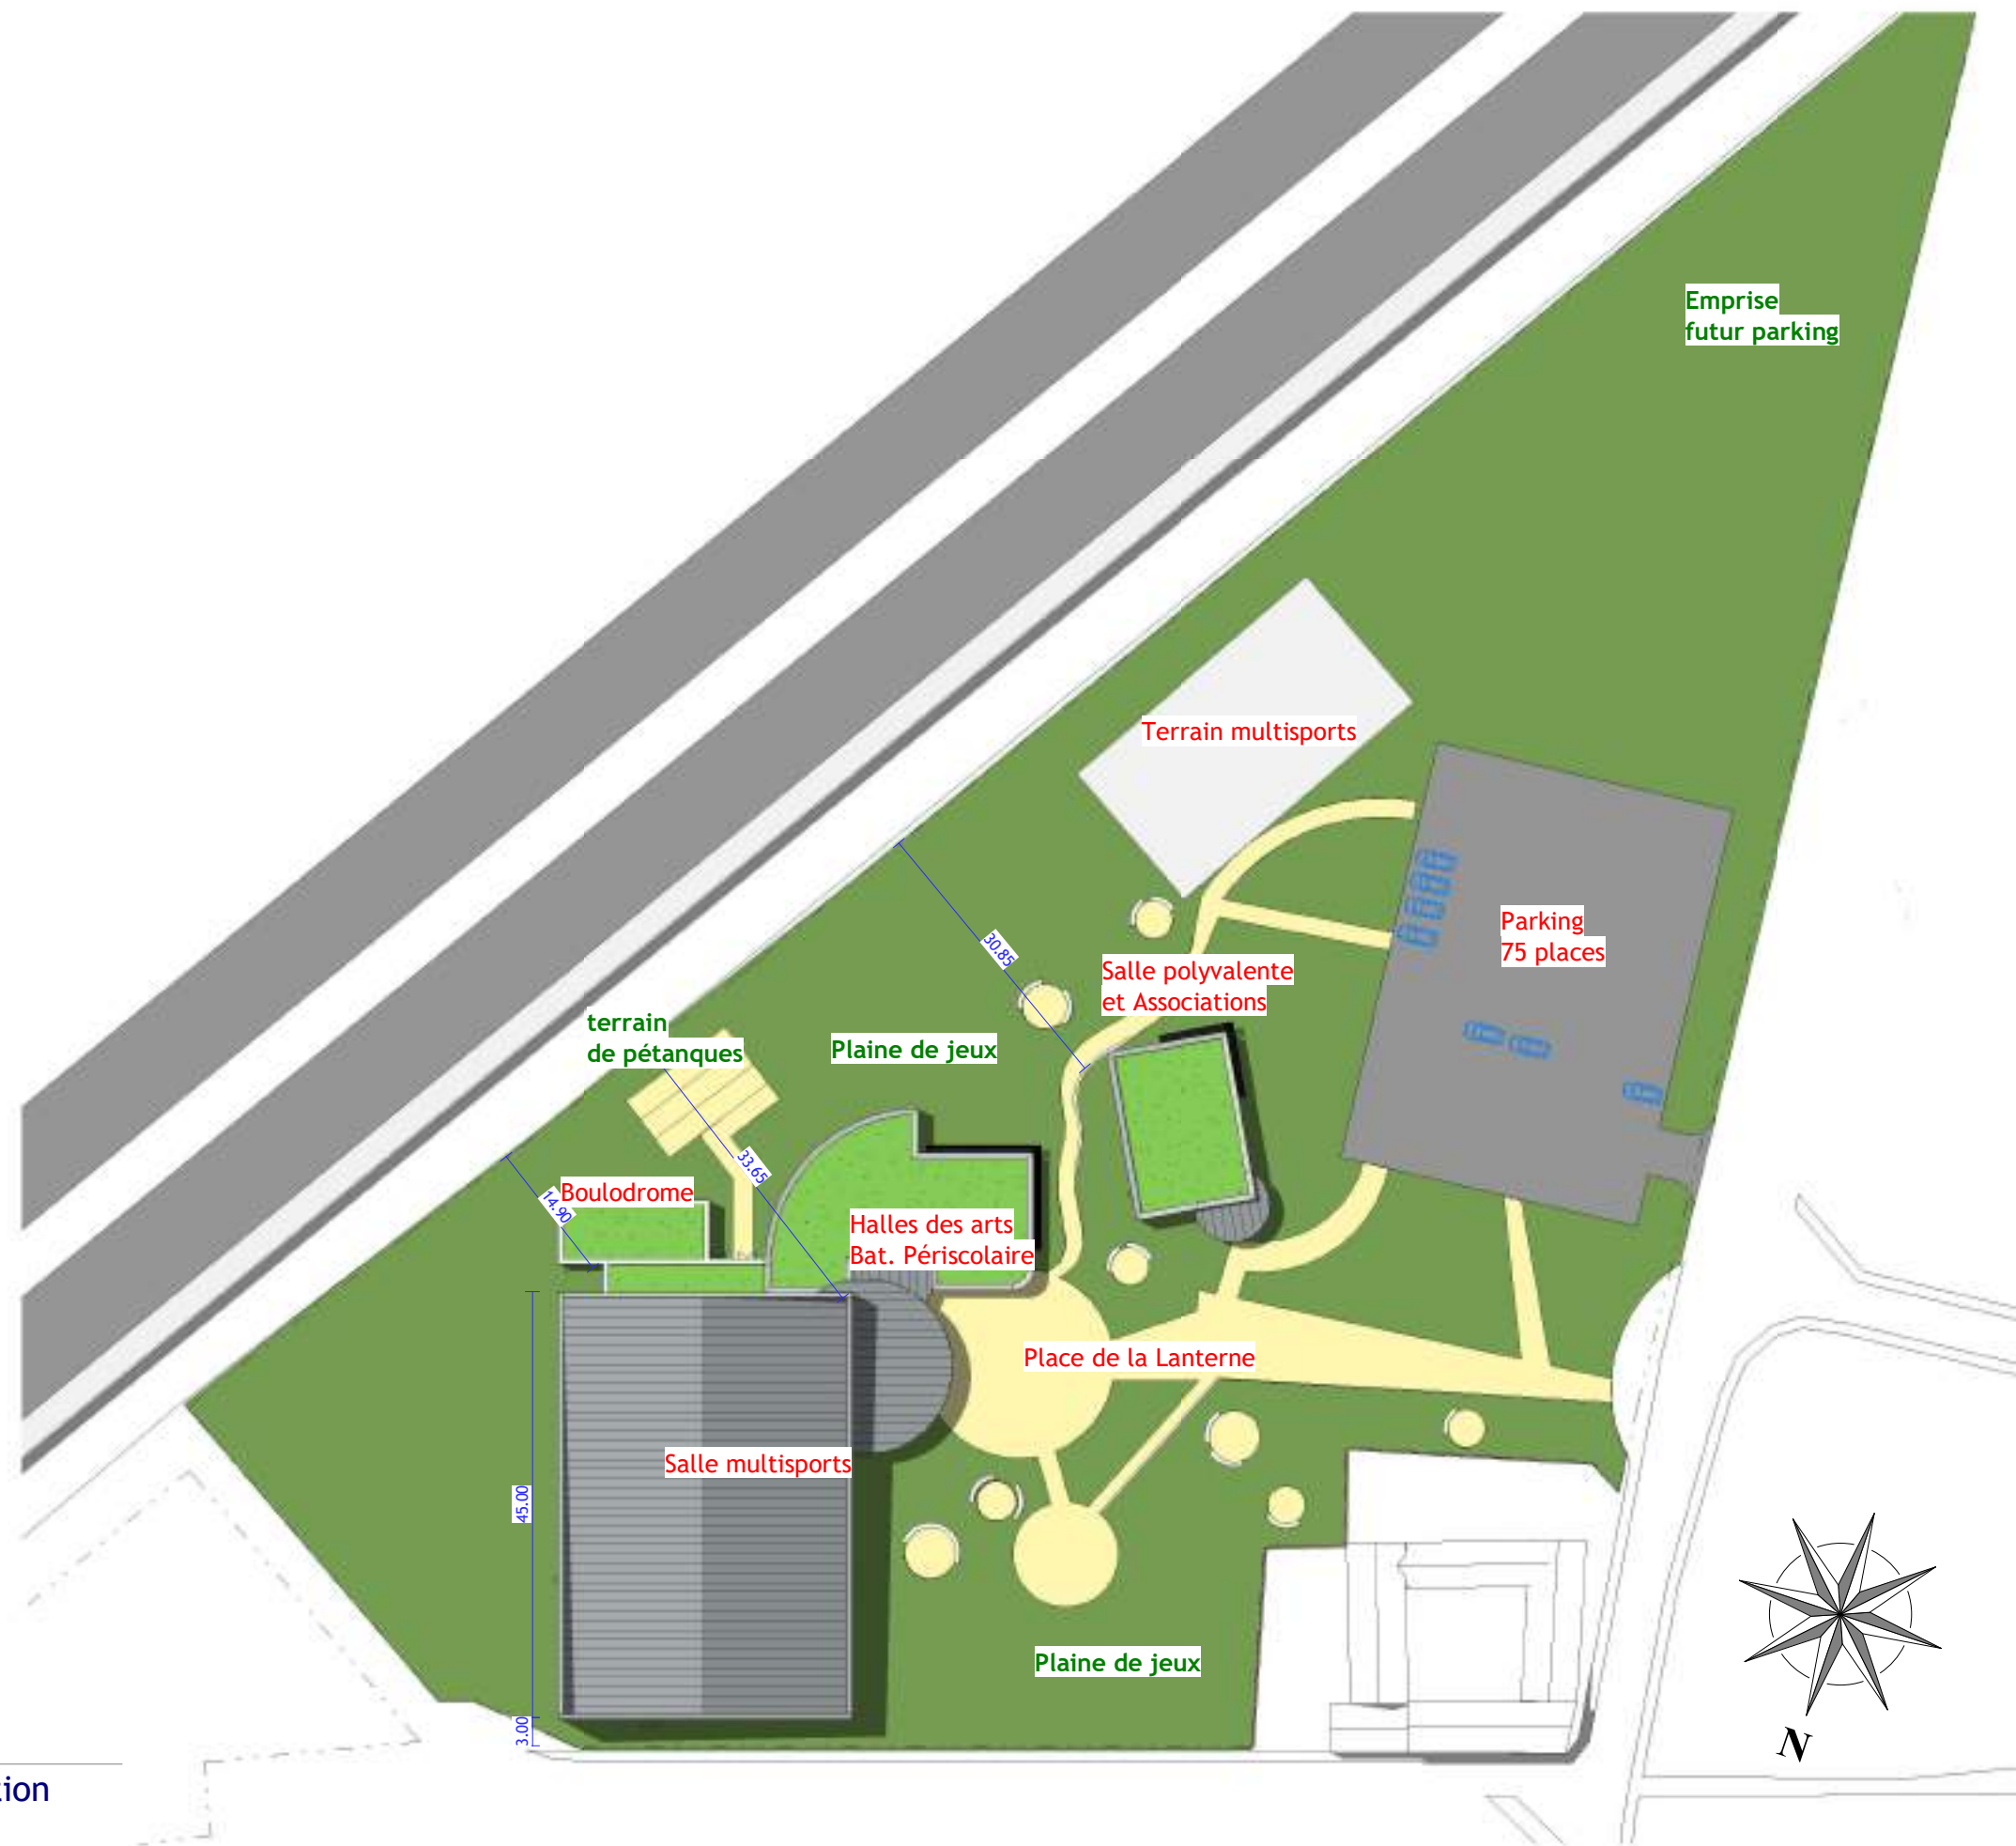 Emprise
futur parking
Terrain multisports
Parking
75 places
30.85
Salle polyvalente
et Associations
terrain
de pétanques
Plaine de jeux
33.65
14.90
Boulodrome
Halles des arts
Bat. Périscolaire
Place de la Lanterne
Salle multisports
45.00
Plaine de jeux
3.00
N
tion